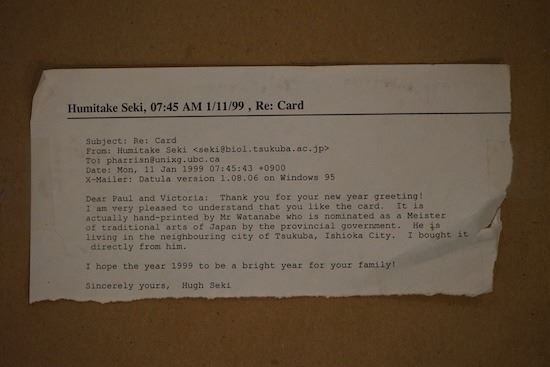 Humitake Seki, 07:45 AM 1/11/99 , Re: Card
Subject: Re: Card
From: Humitake Seki <seki@biol.tsukuba.ac.jp>
To: pharrisn@unixg.ubc.ca
Date: Mon, 11 Jan 1999 07:45:43 +0900
X-Mailer: Datula version 1.08.06 on Windows 95
Dear Paul and Victoria:  Thank you for your new year greeting!
I am very pleased to understand that you like the card.  It is
actually hand-printed by Mr Watanabe who is nominated as a Meister
of traditional arts of Japan by the provincial government.  He is
living in the neighbouring city of Tsukuba, Ishioka City.  I bought it
directly from him.
I hope the year 1999 to be a bright year for your family!
Sincerely yours,  Hugh Seki